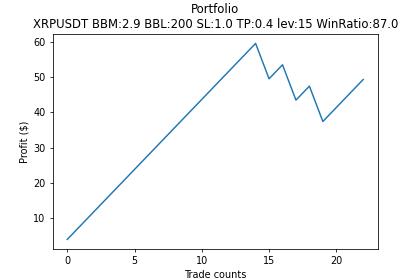 Portfolio
XRPUSDT BBM:2.9 BBL:200 SL:1.0 TP:0.4 lev:15 WinRatio:87.0
60
50
40
30
20
10
Profit ($)
0 5 10 15 20
Trade counts